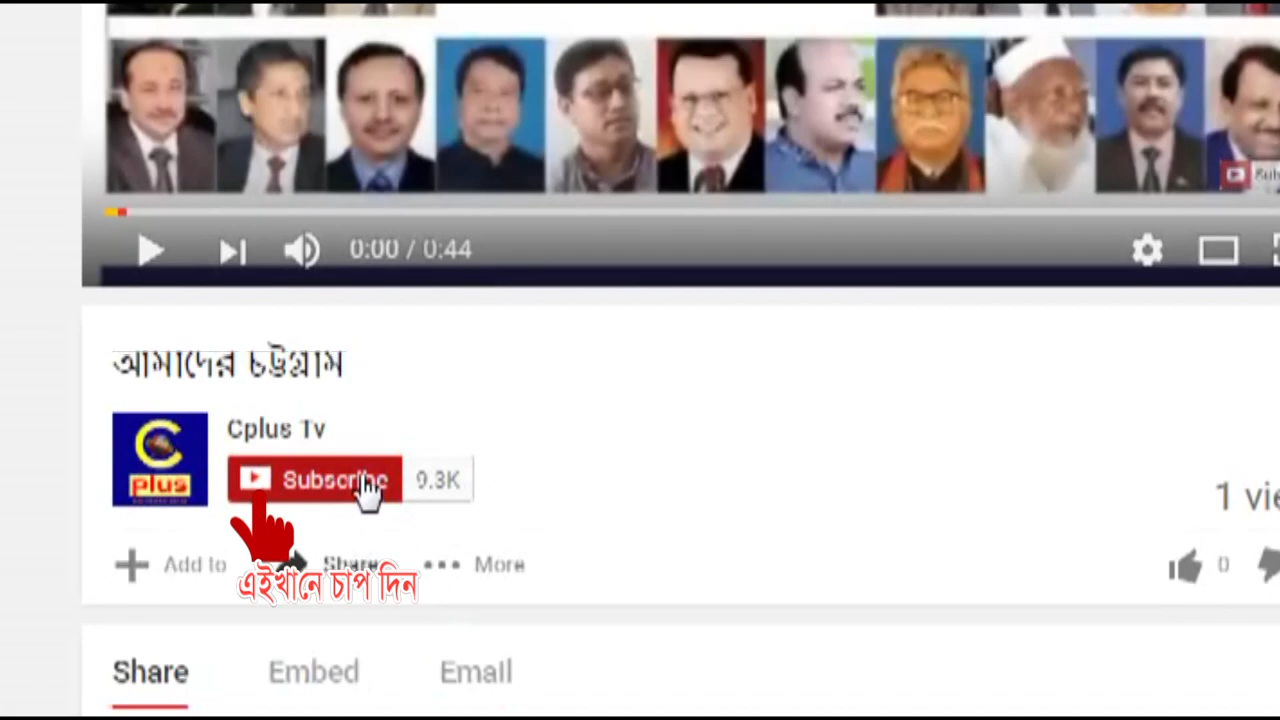 0:00 / 0:44
আমাদের চট্টগ্রাম
C
plus
Cplus Tv
Subscribe 9.3K
1
Add to Share More 0
এইখানে চাপ দিন
Share Embed Email